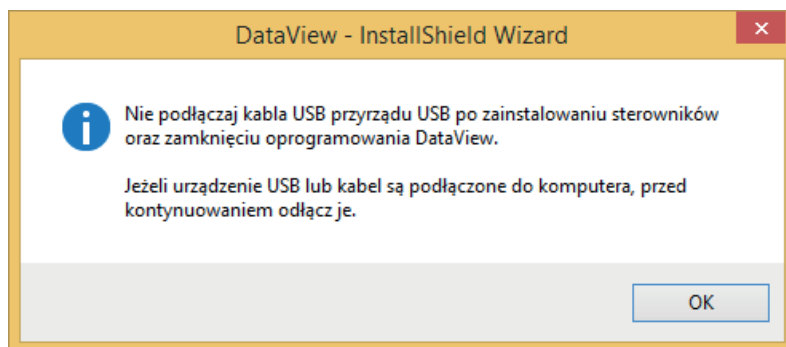 DataView - InstallShield Wizard
Nie podłączaj kabla USB przyrządu USB po zainstalowaniu sterowników
oraz zamknięciu oprogramowania DataView.
Jeżeli urządzenie USB lub kabel są podłączone do komputera, przed
kontynuowaniem odłącz je.
OK